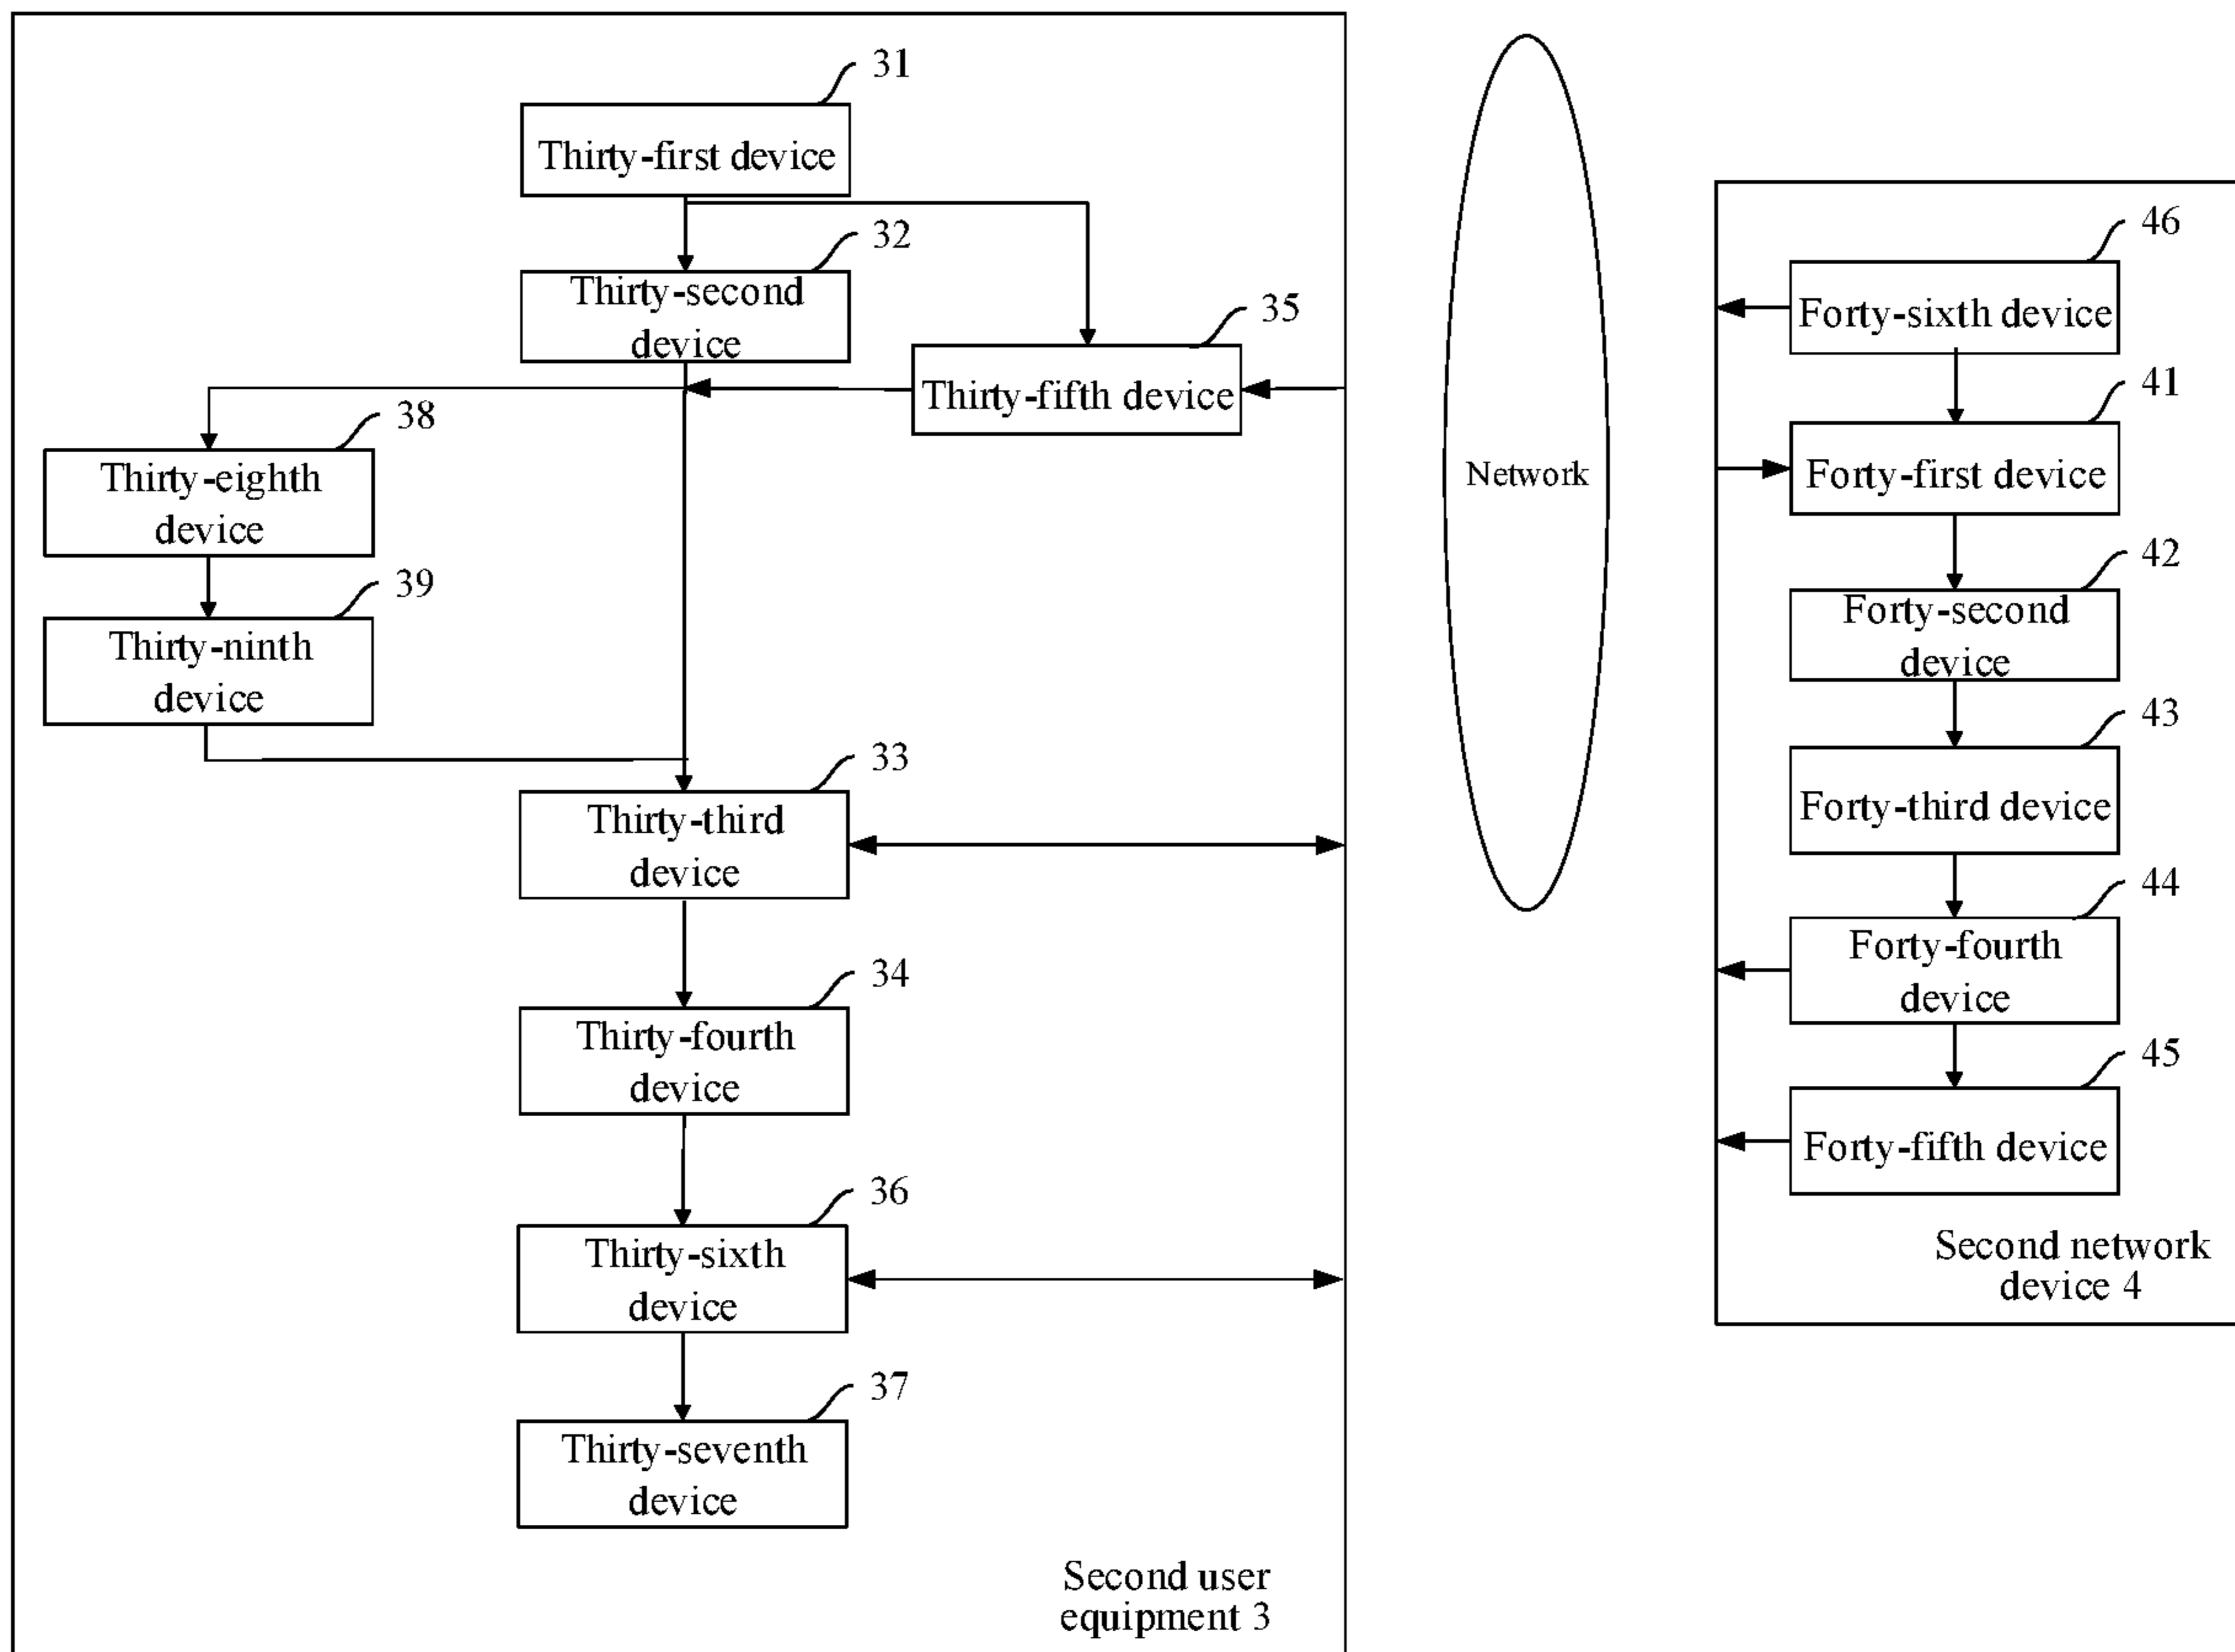 31
Thirty-first device
32
Thirty-second
device
35
Thirty-fifth device
38
Thirty-eighth
device
39
Thirty-ninth
device
33
Thirty-third
device
34
Thirty-fourth
device
36
Thirty-sixth
device
37
Thirty-seventh
device
Second user
equipment 3
Network
46
Forty-sixth device
41
Forty-first device
42
Forty-second
device
43
Forty-third device
44
Forty-fourth
device
45
Forty-fifth device
Second network
device 4